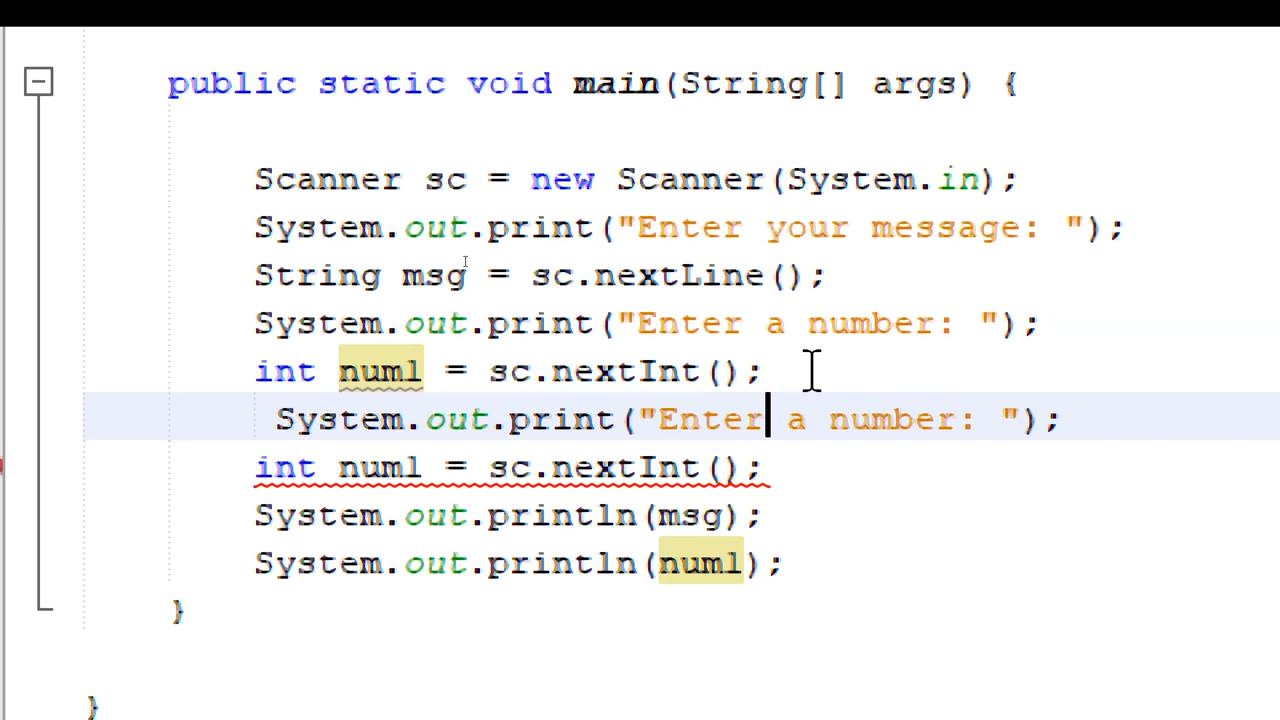 public static void main(String[] args) {
Scanner sc = new Scanner(System.in);
System.out.print("Enter your message: ");
String msg = sc.nextLine();
System.out.print("Enter a number: ");
int num1 = sc.nextInt();
System.out.print("Enter a number: ");
int num1 = sc.nextInt();
System.out.println(msg);
System.out.println(num1);
}
}